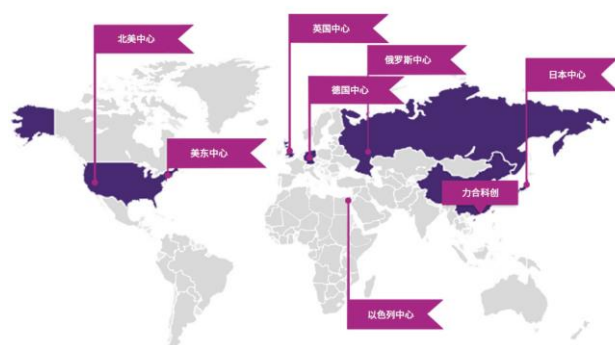 英国中心
北美中心
俄罗斯中心
日本中心
德国中心
美东中心
力合科创
以色列中心